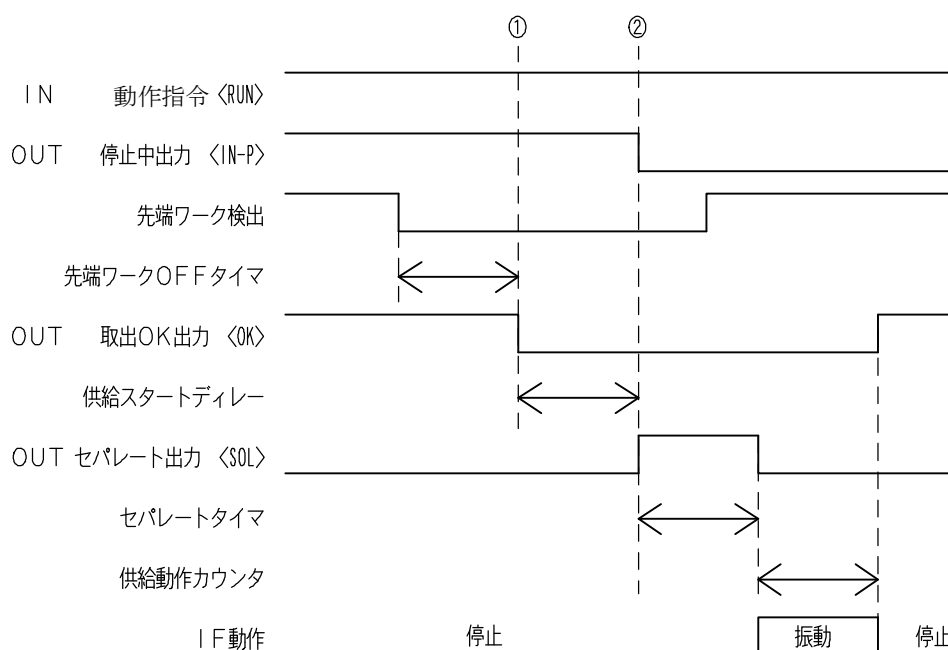 ① ②
ＩＮ 動作指令〈RUN〉
ＯＵＴ 停止中出力 〈IN-P〉
先端ワーク検出
先端ワークＯＦＦタイマ
ＯＵＴ 取出ＯＫ出力 〈OK〉
供給スタートディレー
ＯＵＴ セパレート出力 〈SOL〉
セパレートタイマ
供給動作カウンタ
ＩＦ動作 停止 振動 停止